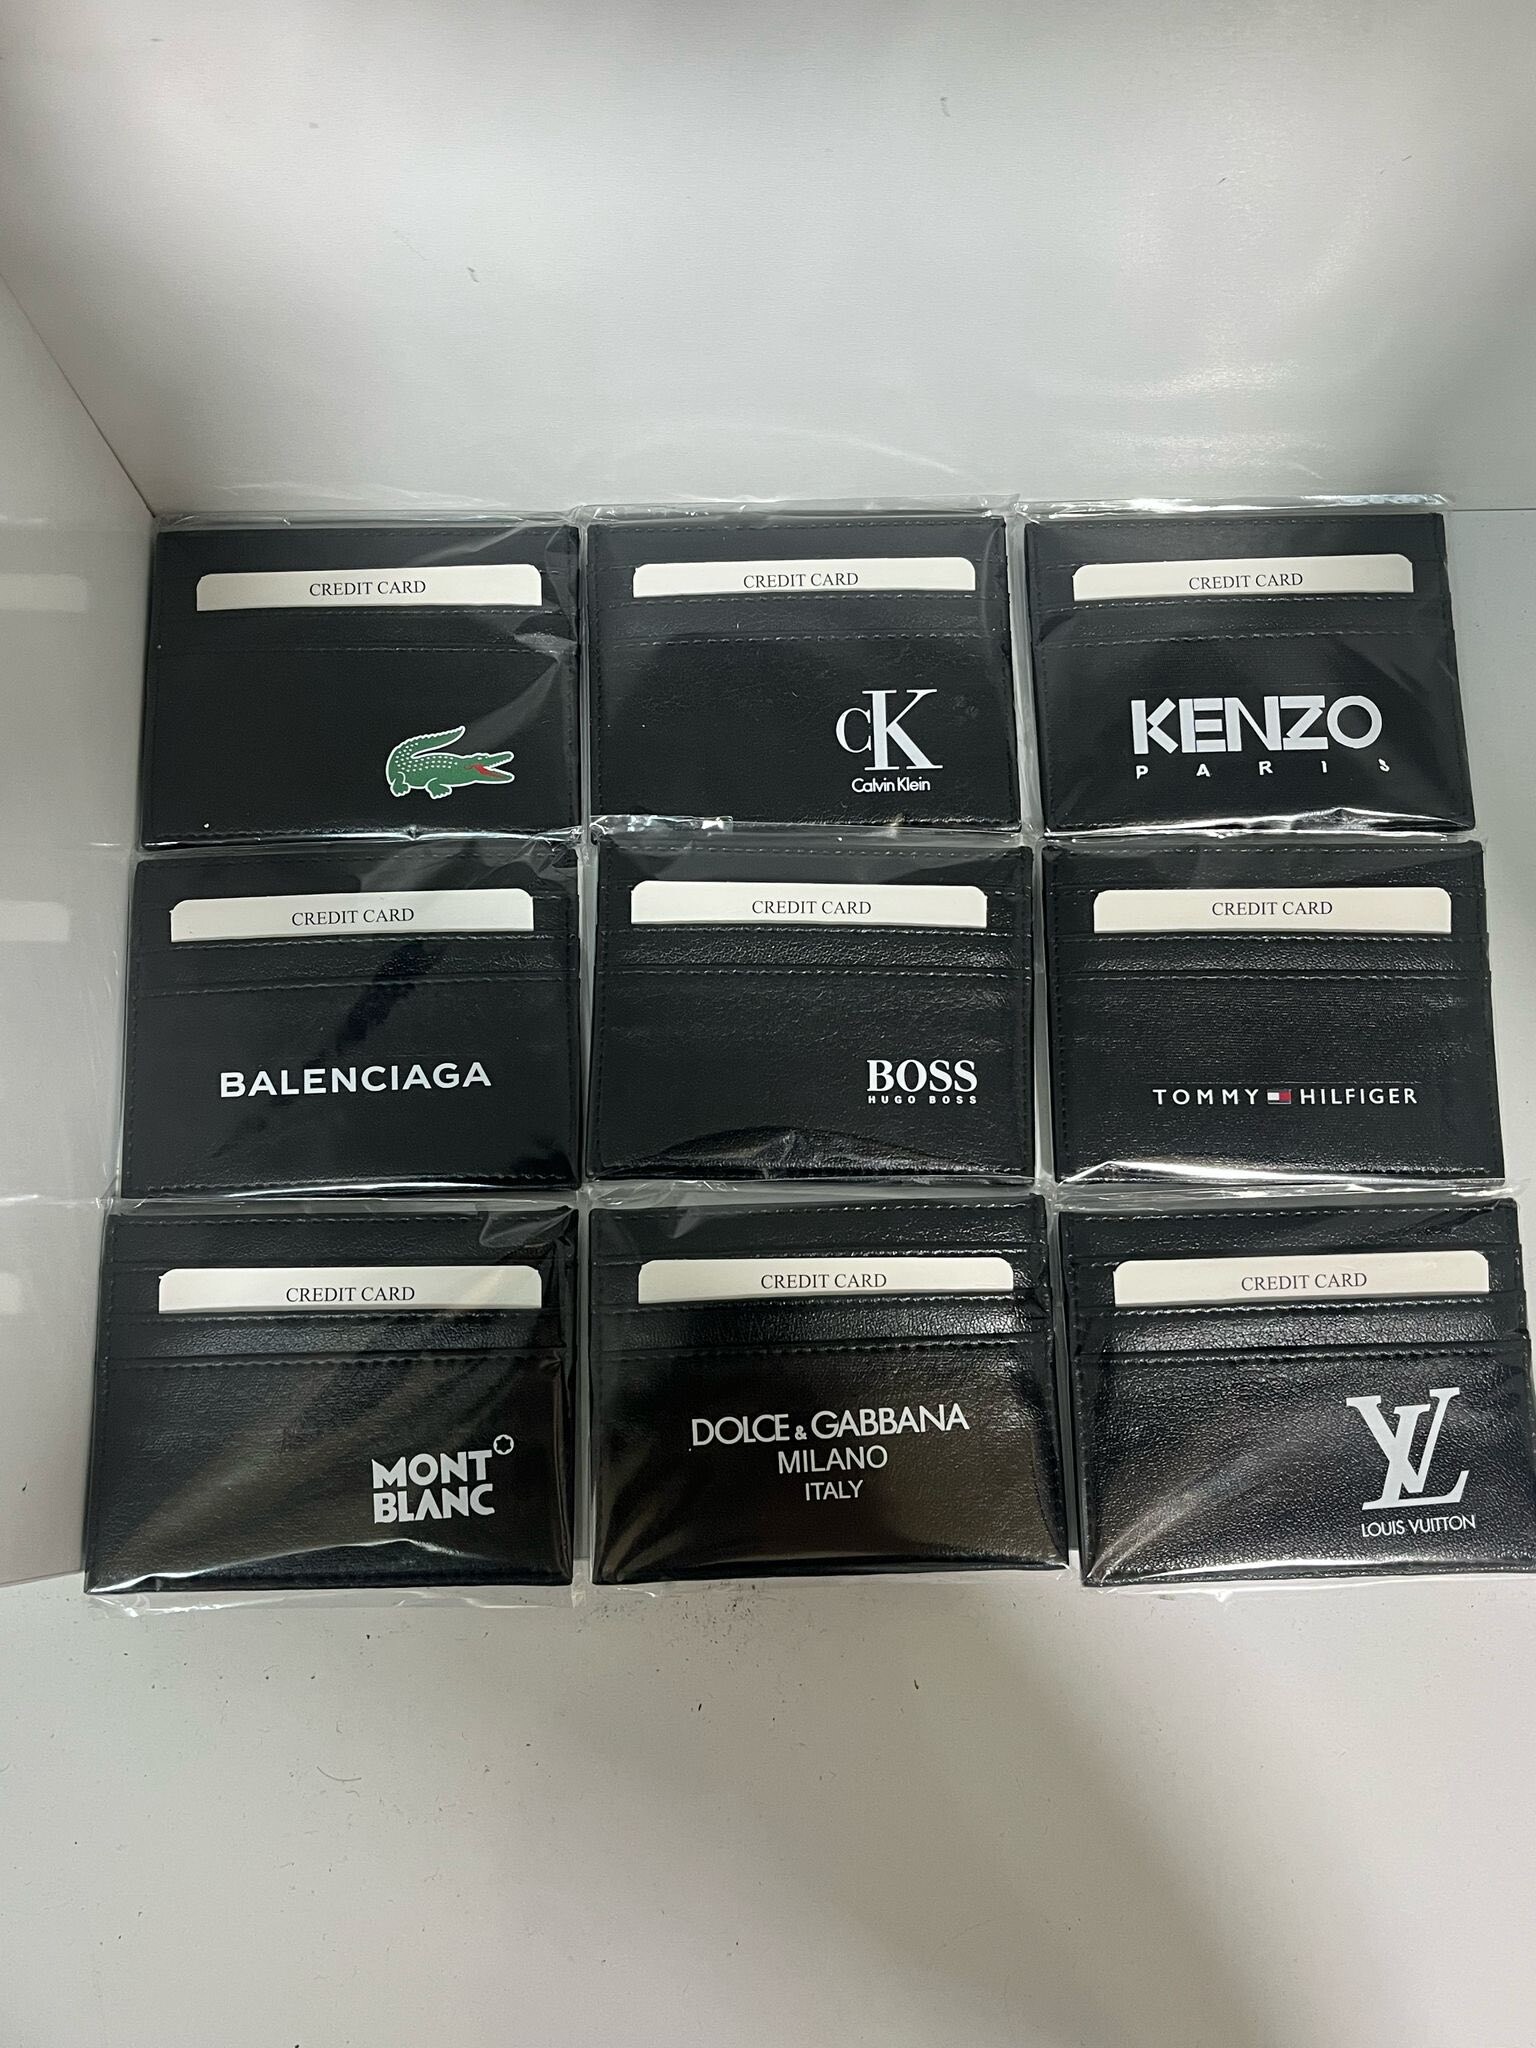 CREDIT CARD
CREDIT CARD
CREDIT CARD
CK
Calvin Klein
KENZO
PARIS
CREDIT CARD
CREDIT CARD
CREDIT CARD
BALENCIAGA
BOSS
HUGO BOSS
TOMMY HILFIGER
CREDIT CARD
CREDIT CARD
CREDIT CARD
MONT
BLANC
DOLCE & GABBANA
MILANO
ITALY
LV
LOUIS VUITTON